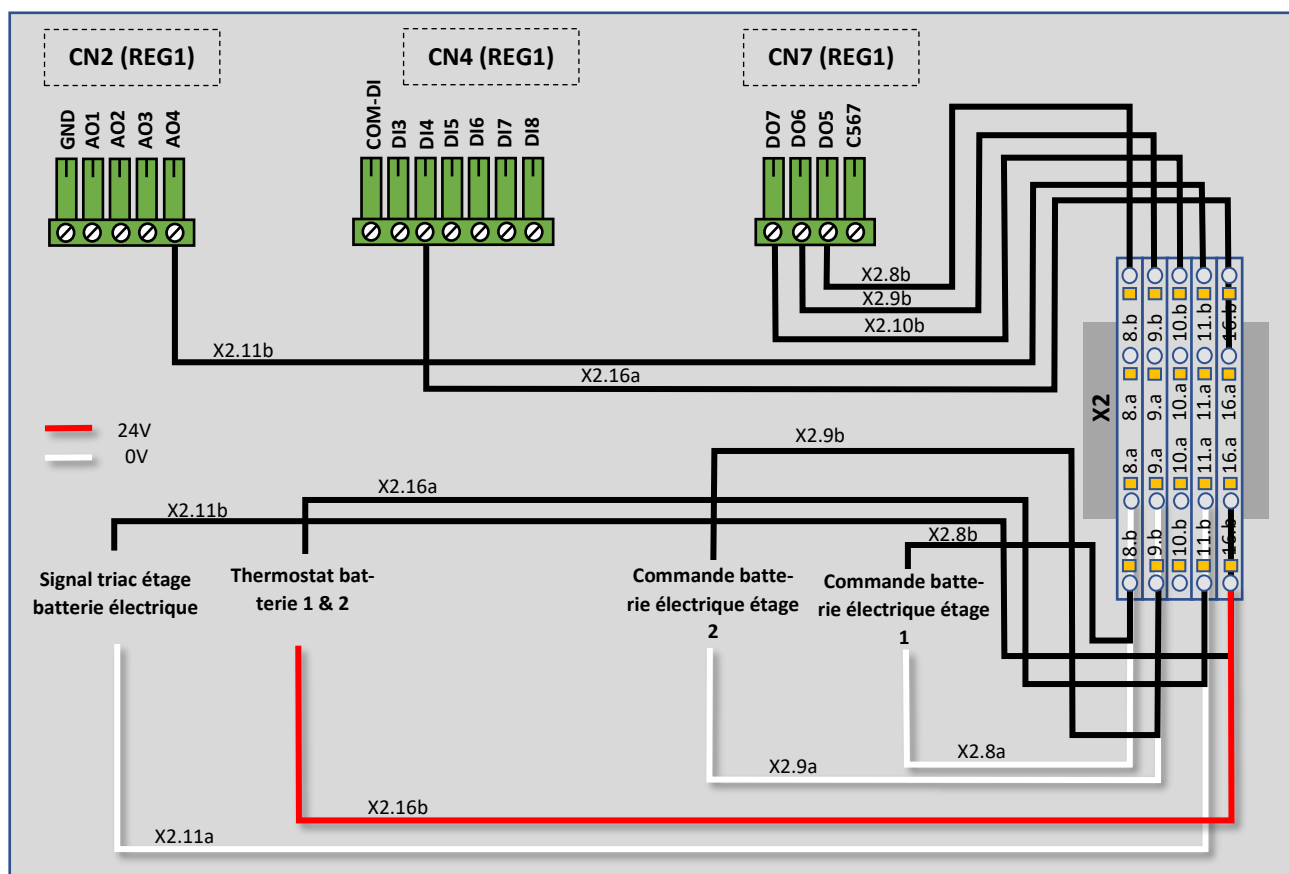 CN2 (REG1)
CN4 (REG1)
CN7 (REG1)
GND
AO1
AO2
AO3
AO4
COM-DI
DI3
DI4
DI5
DI6
DI7
DI8
DO7
DO6
DO5
C567
X2.8b
X2.9b
X2.10b
X2.11b
X2.16a
24V
0V
X2
8.b
9.b
10.b
11.b
16.b
8.a
9.a
10.a
11.a
16.a
8.a
9.a
10.a
11.a
16.a
8.b
9.b
10.b
11.b
16.b
X2.9b
X2.16a
X2.11b
X2.8b
Signal triac étage
batterie électrique
Thermostat bat-
terie 1 & 2
Commande batte-
rie électrique étage
2
Commande batte-
rie électrique étage
1
X2.8a
X2.9a
X2.16b
X2.11a